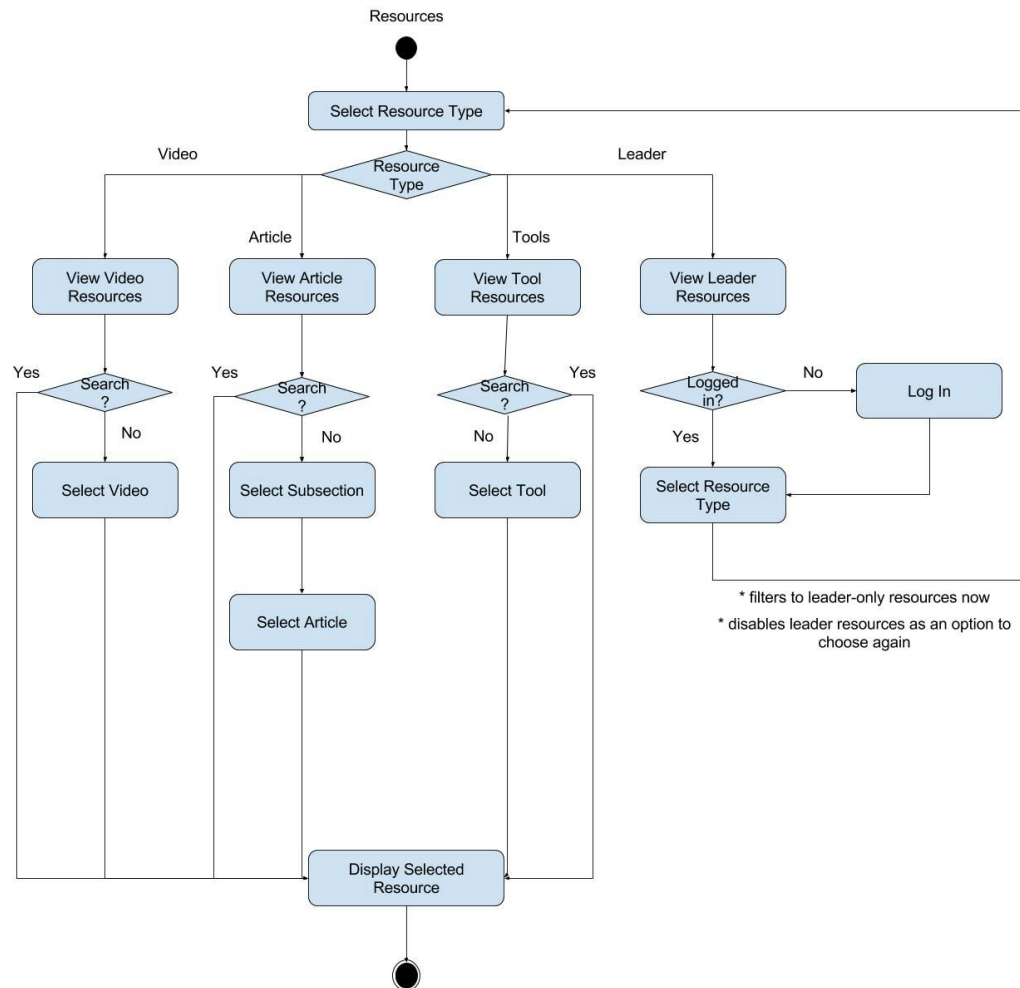 Resources
Select Resource Type
Video
Resource
Type
Leader
Article
Tools
View Video
Resources
View Article
Resources
View Tool
Resources
View Leader
Resources
Yes
Search
?
No
Yes
Search
?
No
Search
?
Yes
No
Logged
in?
No
Log In
Yes
Select Video
Select Subsection
Select Tool
Select Resource
Type
Select Article
* filters to leader-only resources now
* disables leader resources as an option to
choose again
Display Selected
Resource